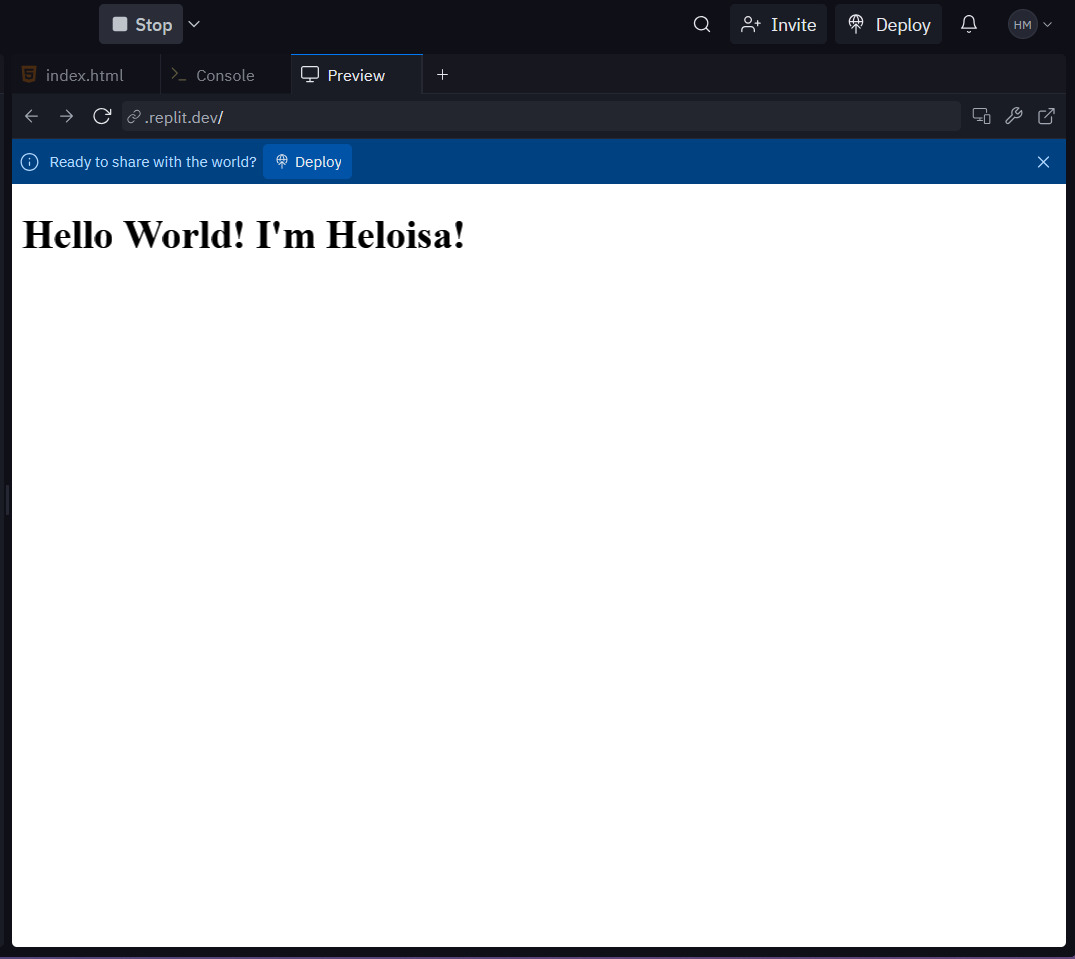 Stop Invite Deploy HM
index.html Console Preview +
.replit.dev/
Ready to share with the world? Deploy
Hello World! I'm Heloisa!